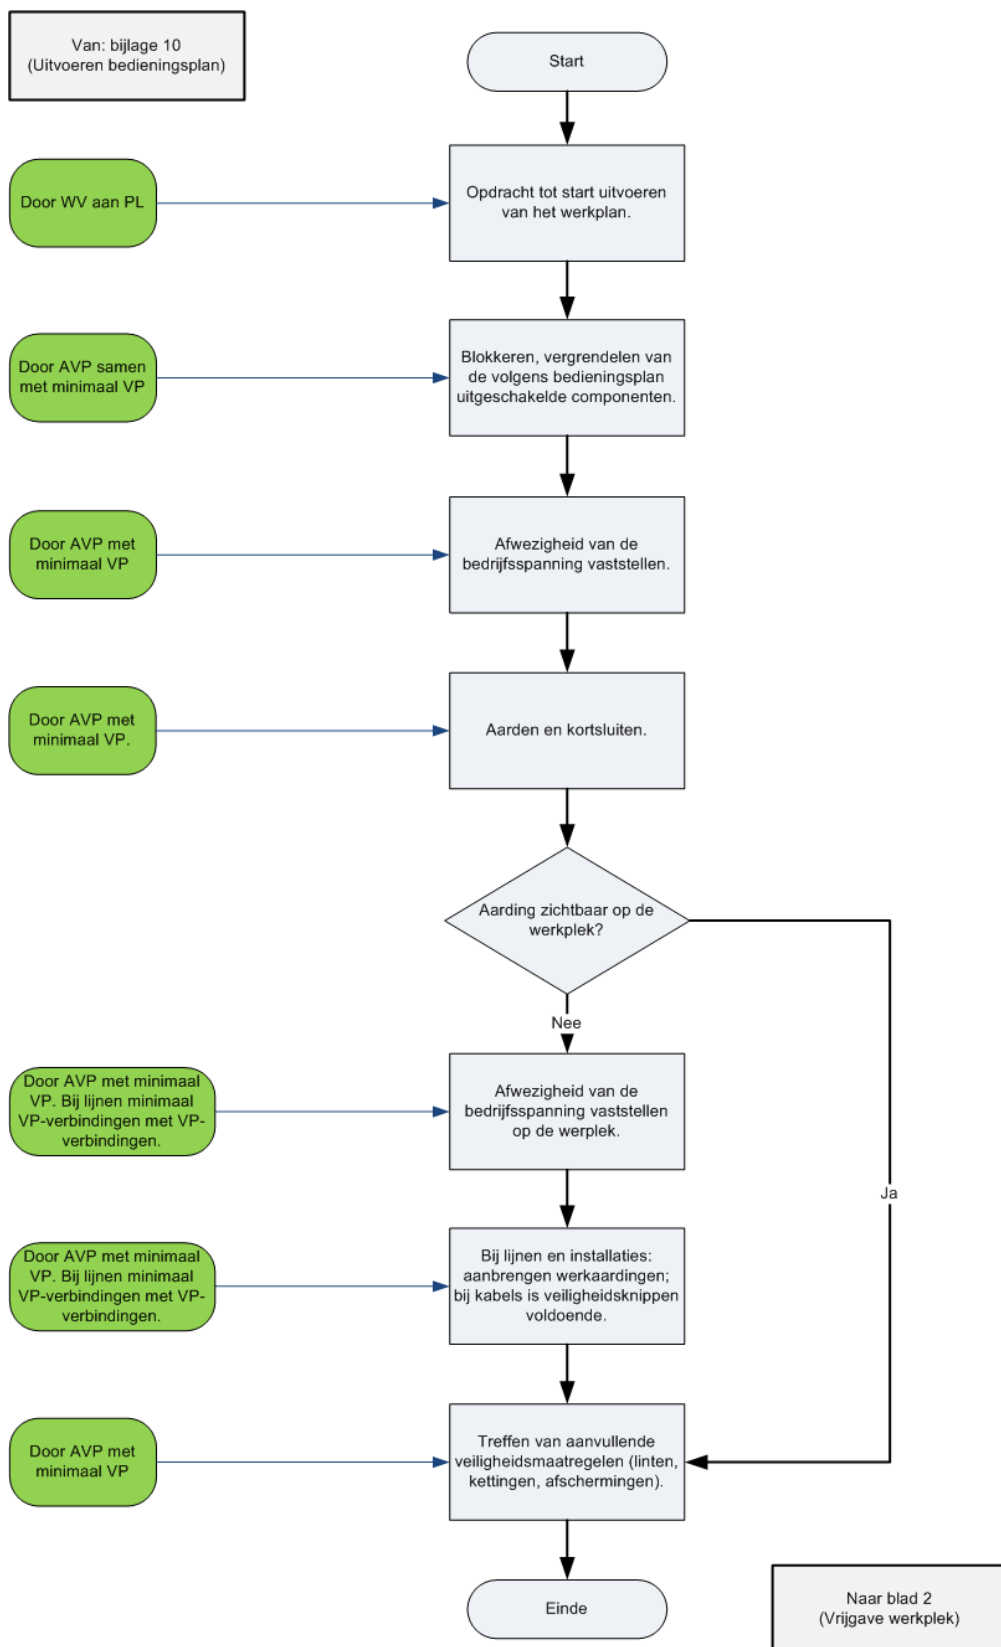 Van: bijlage 10
(Uitvoeren bedieningsplan)
Start
Door WV aan PL
Opdracht tot start uitvoeren
van het werkplan.
Door AVP samen
met minimaal VP
Blokkeren, vergrendelen van
de volgens bedieningsplan
uitgeschakelde componenten.
Door AVP met
minimaal VP
Afwezigheid van de
bedrijfsspanning vaststellen.
Door AVP met
minimaal VP.
Aarden en kortsluiten.
Aarding zichtbaar op de
werkplek?
Nee
Ja
Door AVP met minimaal
VP. Bij lijnen minimaal
VP-verbindingen met VP-
verbindingen.
Afwezigheid van de
bedrijfsspanning vaststellen
op de werplek.
Door AVP met minimaal
VP. Bij lijnen minimaal
VP-verbindingen met VP-
verbindingen.
Bij lijnen en installaties:
aanbrengen werkaardingen;
bij kabels is veiligheidsknippen
voldoende.
Door AVP met
minimaal VP
Treffen van aanvullende
veiligheidsmaatregelen (linten,
kettingen, afschermingen).
Einde
Naar blad 2
(Vrijgave werkplek)